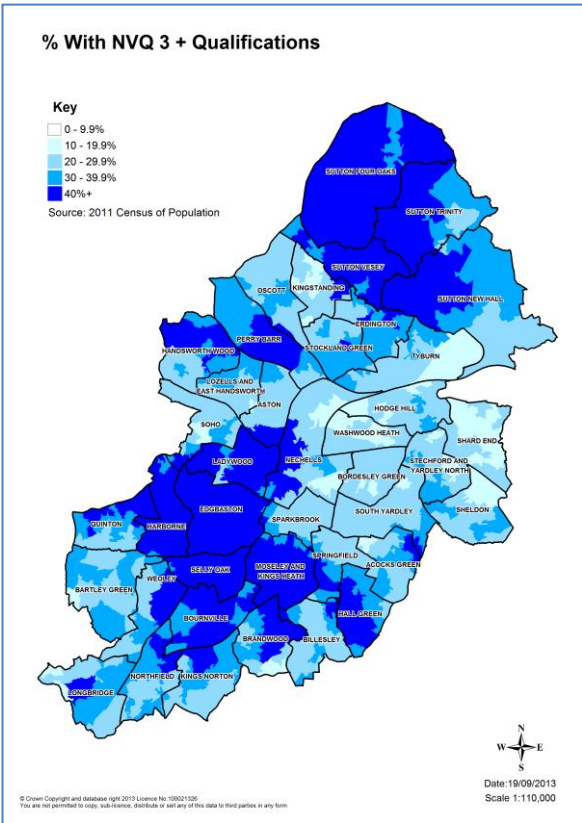 % With NVQ 3 + Qualifications
Key
0 - 9.9%
10 - 19.9%
20 - 29.9%
30 - 39.9%
40%+
Source: 2011 Census of Population
SUTTON FOUR OAKS
SUTTON TRINITY
SUTTON VESEY
SUTTON NEW HALL
OSCOTT
KINGSTANDING
ERDINGTON
PERRY BARR
STOCKLAND GREEN
HANDSWORTH WOOD
TYBURN
LOZELLS AND
EAST HANDSWORTH
ASTON
HODGE HILL
SOHO
WASHWOOD HEATH
SHARD END
LADYWOOD
NECHELLS
STECHFORD AND
YARDLEY NORTH
BORDESLEY GREEN
EDGBASTON
SOUTH YARDLEY
SHELDON
QUINTON
HARBORNE
SPARKBROOK
SPRINGFIELD
ACOCKS GREEN
SELLY OAK
MOSELEY AND
KINGS HEATH
WEOLEY
BARTLEY GREEN
HALL GREEN
BOURNVILLE
BRANDWOOD
BILLESLEY
NORTHFIELD
KINGS NORTON
LONGBRIDGE
N
W E
S
Date:19/09/2013
Scale 1:110,000
© Crown Copyright and database right 2013 Licence No.100021326
You are not permitted to copy, sub-licence, distribute or sell any of this data to third parties in any form